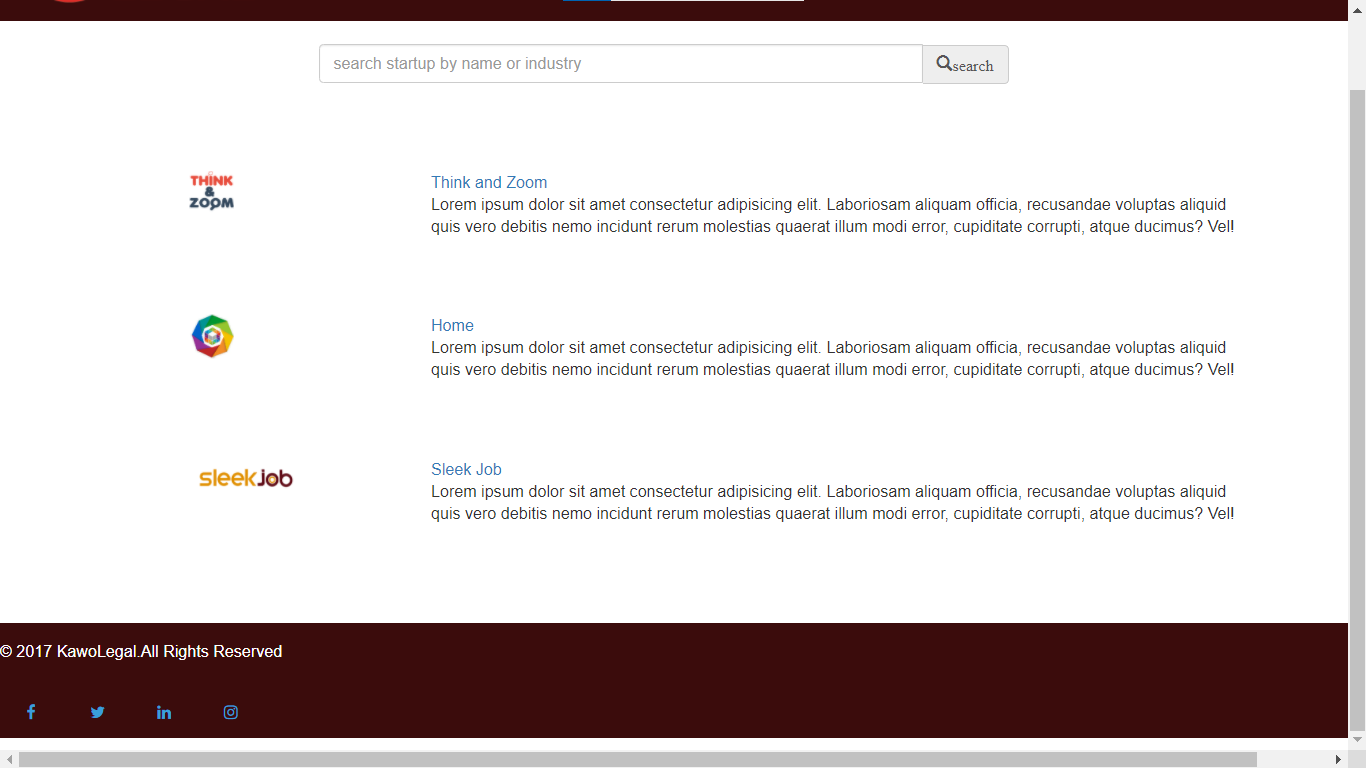 search startup by name or industry
search
THINK
&
ZOOM
Think and Zoom
Lorem ipsum dolor sit amet consectetur adipisicing elit. Laboriosam aliquam officia, recusandae voluptas aliquid
quis vero debitis nemo incidunt rerum molestias quaerat illum modi error, cupiditate corrupti, atque ducimus? Vel!
Home
Lorem ipsum dolor sit amet consectetur adipisicing elit. Laboriosam aliquam officia, recusandae voluptas aliquid
quis vero debitis nemo incidunt rerum molestias quaerat illum modi error, cupiditate corrupti, atque ducimus? Vel!
sleekjob
Sleek Job
Lorem ipsum dolor sit amet consectetur adipisicing elit. Laboriosam aliquam officia, recusandae voluptas aliquid
quis vero debitis nemo incidunt rerum molestias quaerat illum modi error, cupiditate corrupti, atque ducimus? Vel!
© 2017 KawoLegal.All Rights Reserved